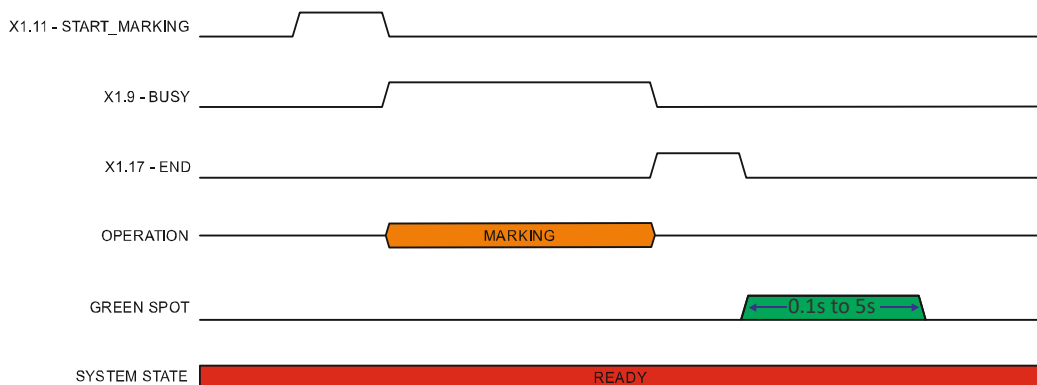 X1.11 - START_MARKING
X1.9 - BUSY
X1.17 - END
OPERATION
MARKING
GREEN SPOT
0.1s to 5s
SYSTEM STATE
READY